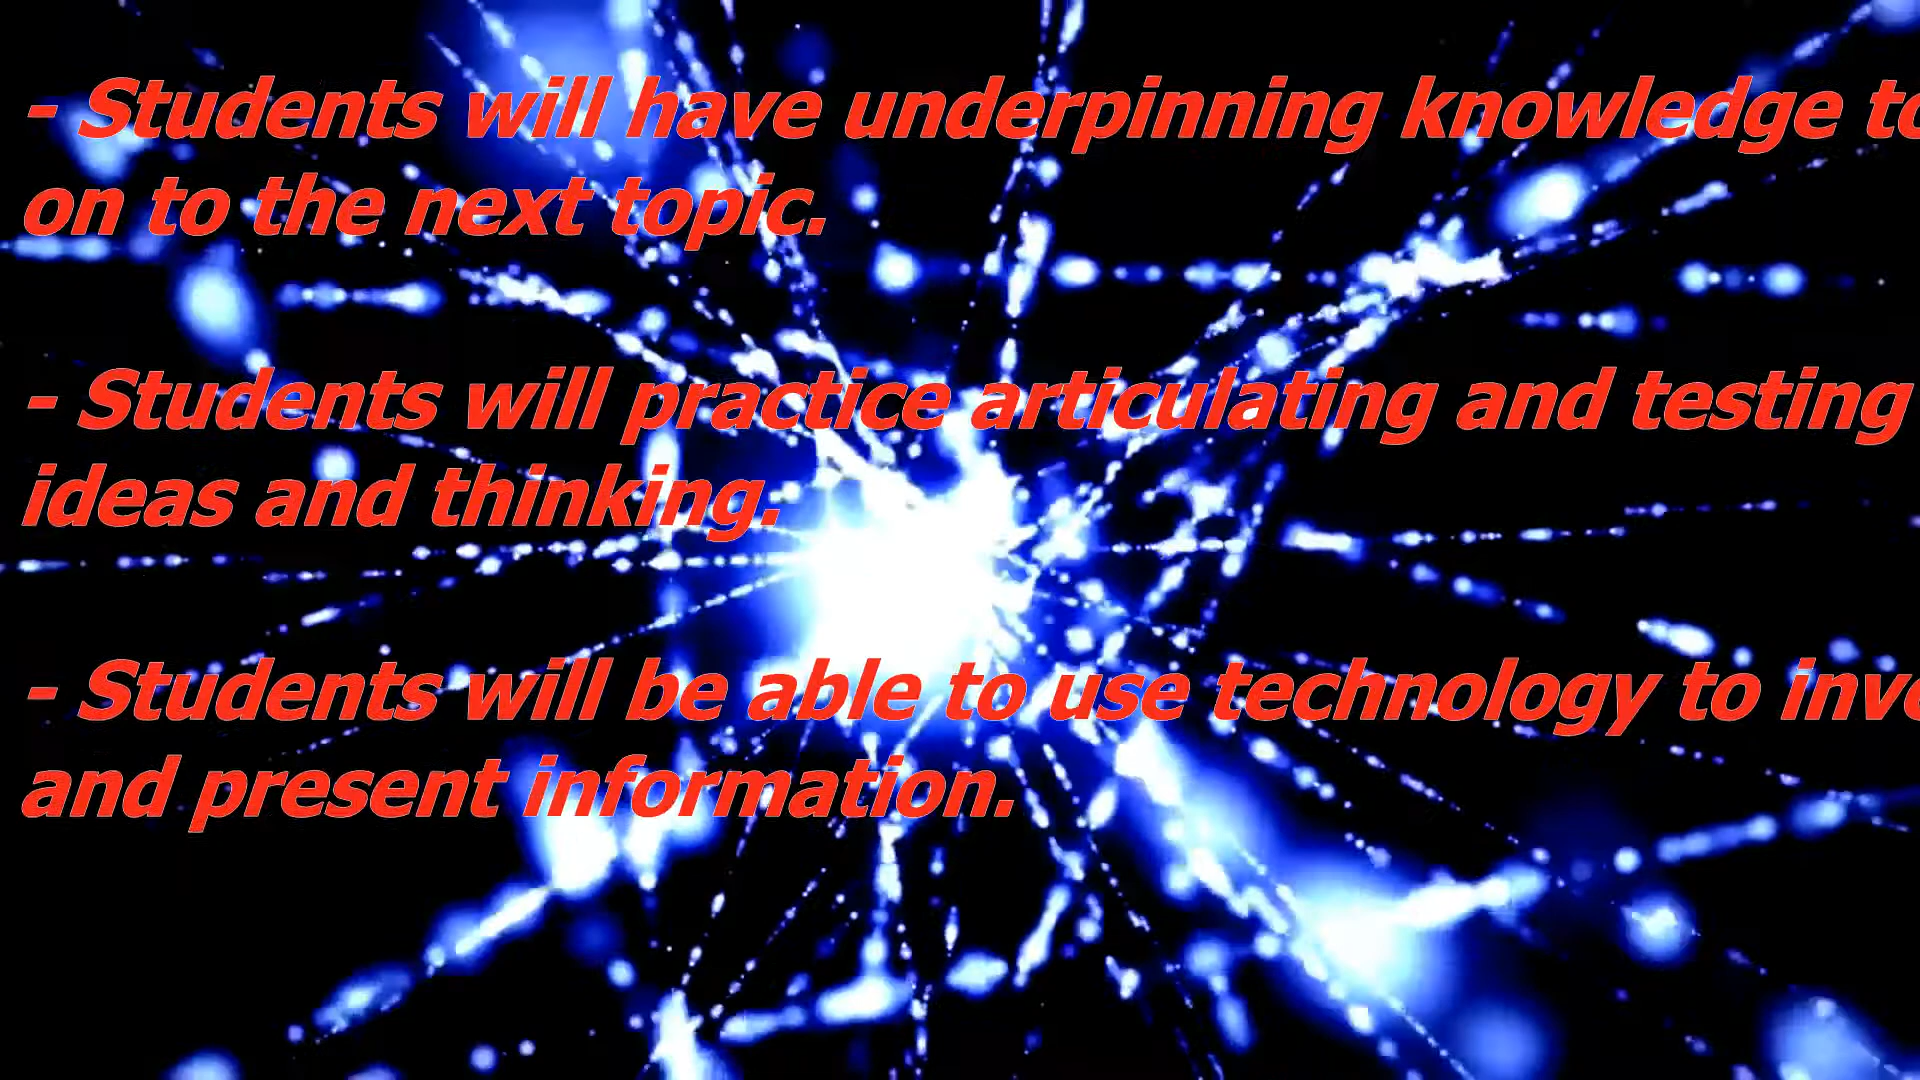 - Students will have underpinning knowledge to
on to the next topic.
- Students will practice articulating and testing
ideas and thinking.
- Students will be able to use technology to
and present information.